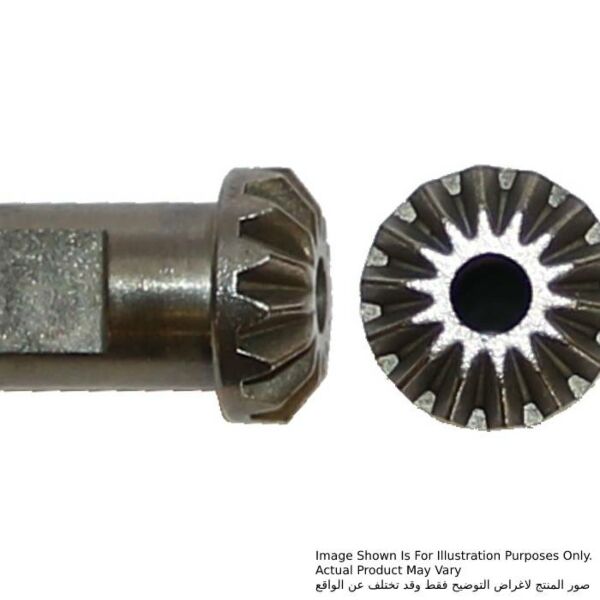 Image Shown Is For Illustration Purposes Only.
Actual Product May Vary
صور المنتج لاغراض التوضيح فقط وقد تختلف عن الواقع